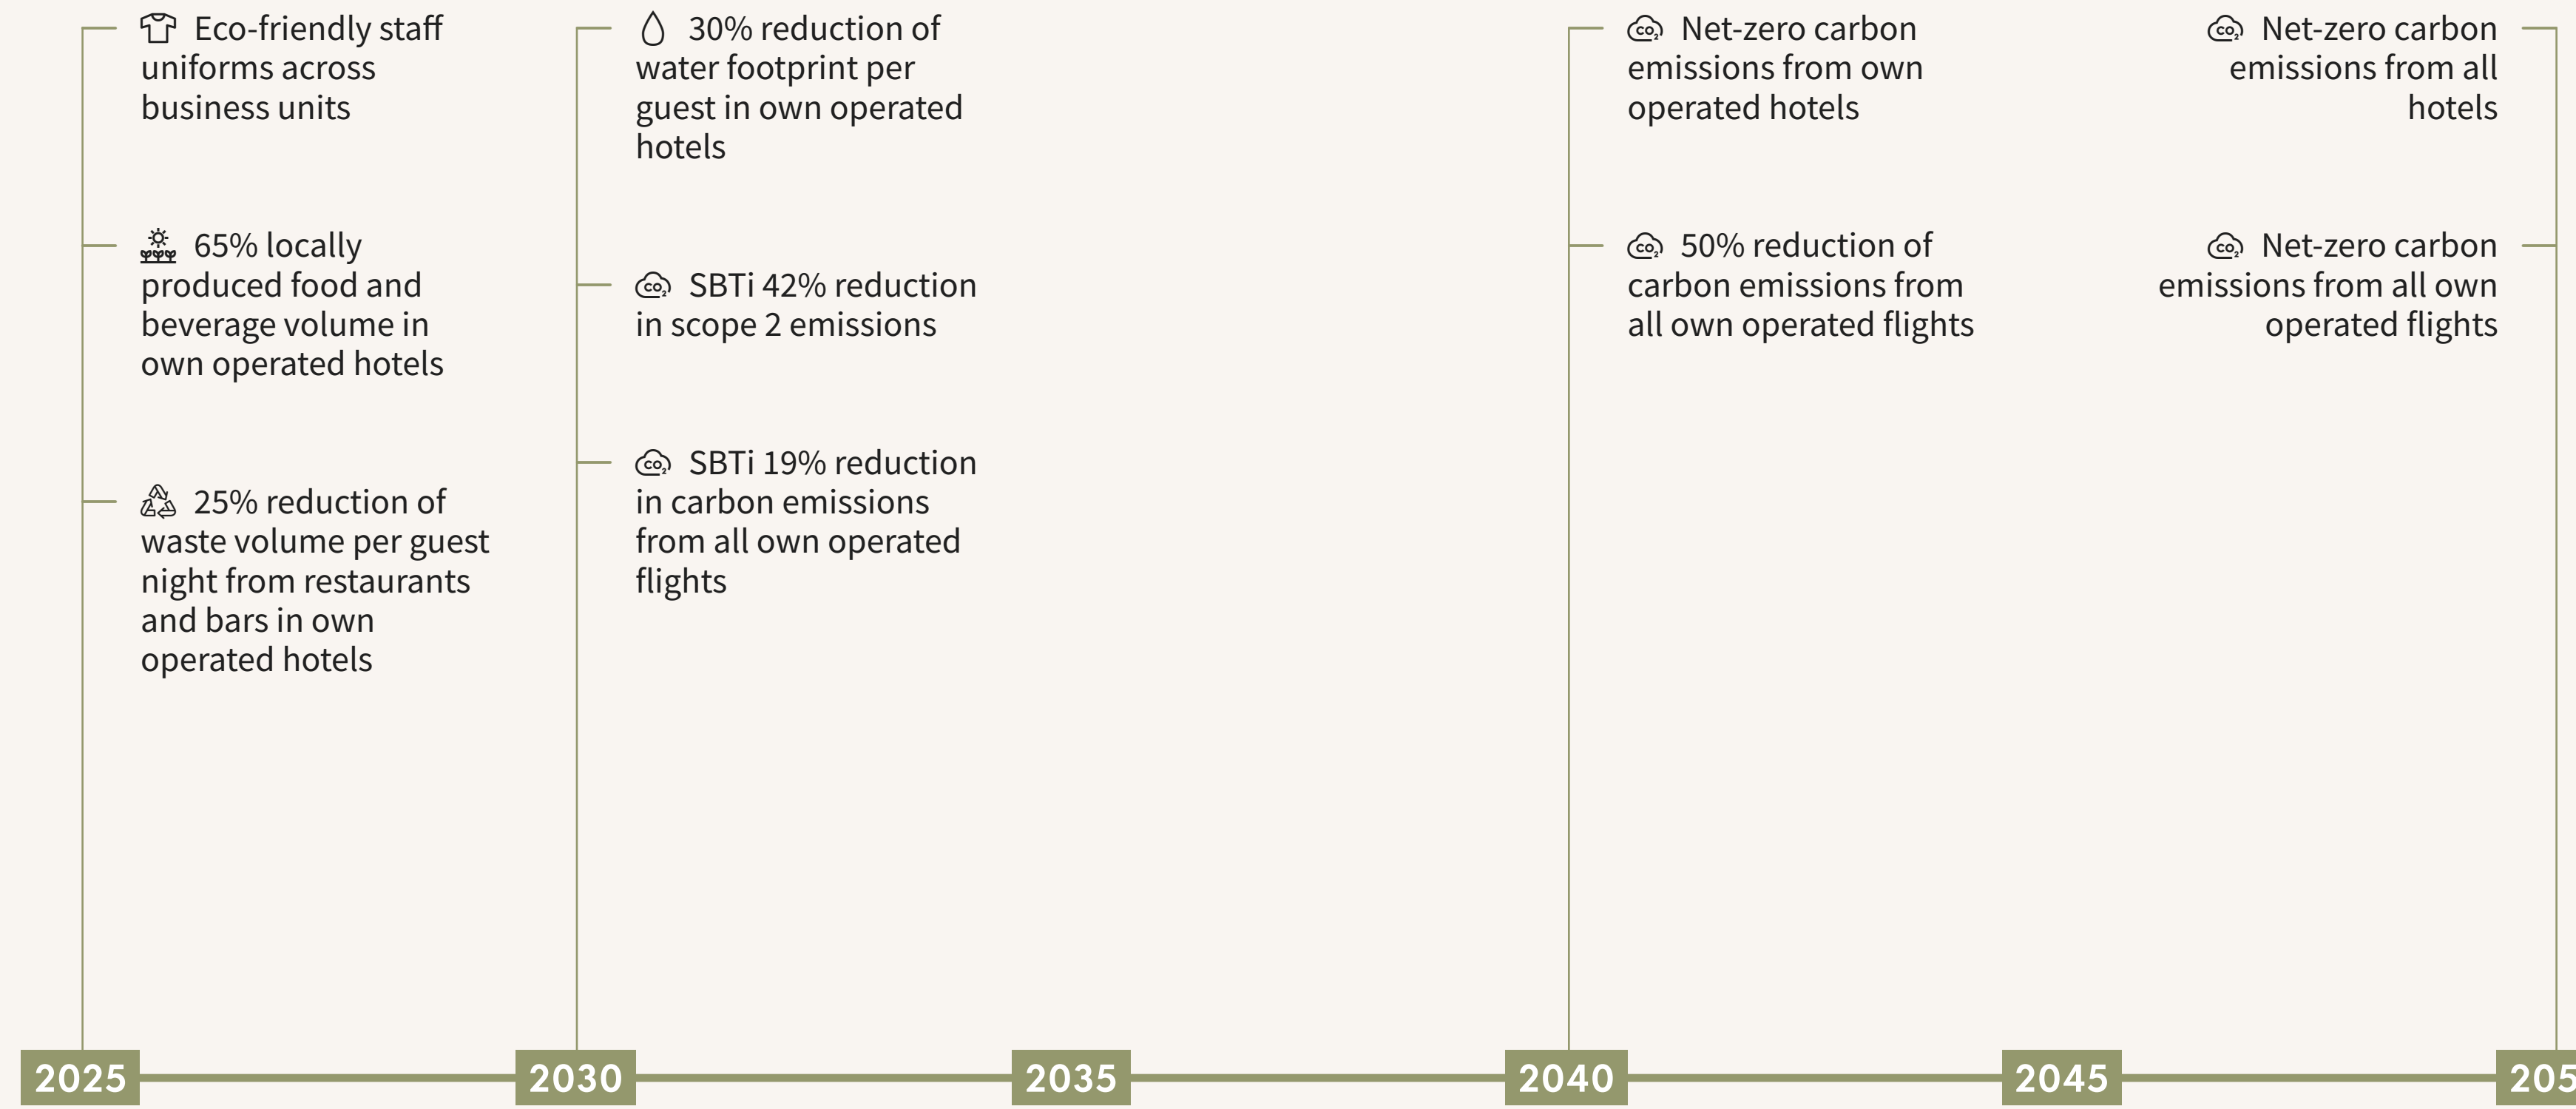 Eco-friendly staff
uniforms across
business units
65% locally
produced food and
beverage volume in
own operated hotels
25% reduction of
waste volume per guest
night from restaurants
and bars in own
operated hotels
30% reduction of
water footprint per
guest in own operated
hotels
SBTi 42% reduction
in scope 2 emissions
SBTi 19% reduction
in carbon emissions
from all own operated
flights
Net-zero carbon
emissions from own
operated hotels
50% reduction of
carbon emissions from
all own operated flights
Net-zero carbon
emissions from all
hotels
Net-zero carbon
emissions from all own
operated flights
2025
2030
2035
2040
2045
205